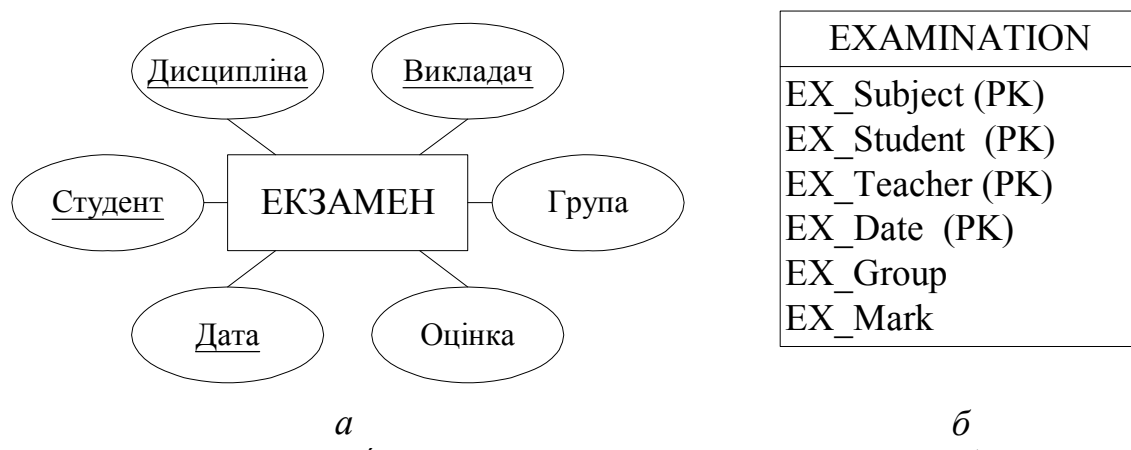 Дисципліна
Викладач
Студент
ЕКЗАМЕН
Група
Дата
Оцінка
а
EXAMINATION
EX_Subject (PK)
EX_Student (PK)
EX_Teacher (PK)
EX_Date (PK)
EX_Group
EX_Mark
б